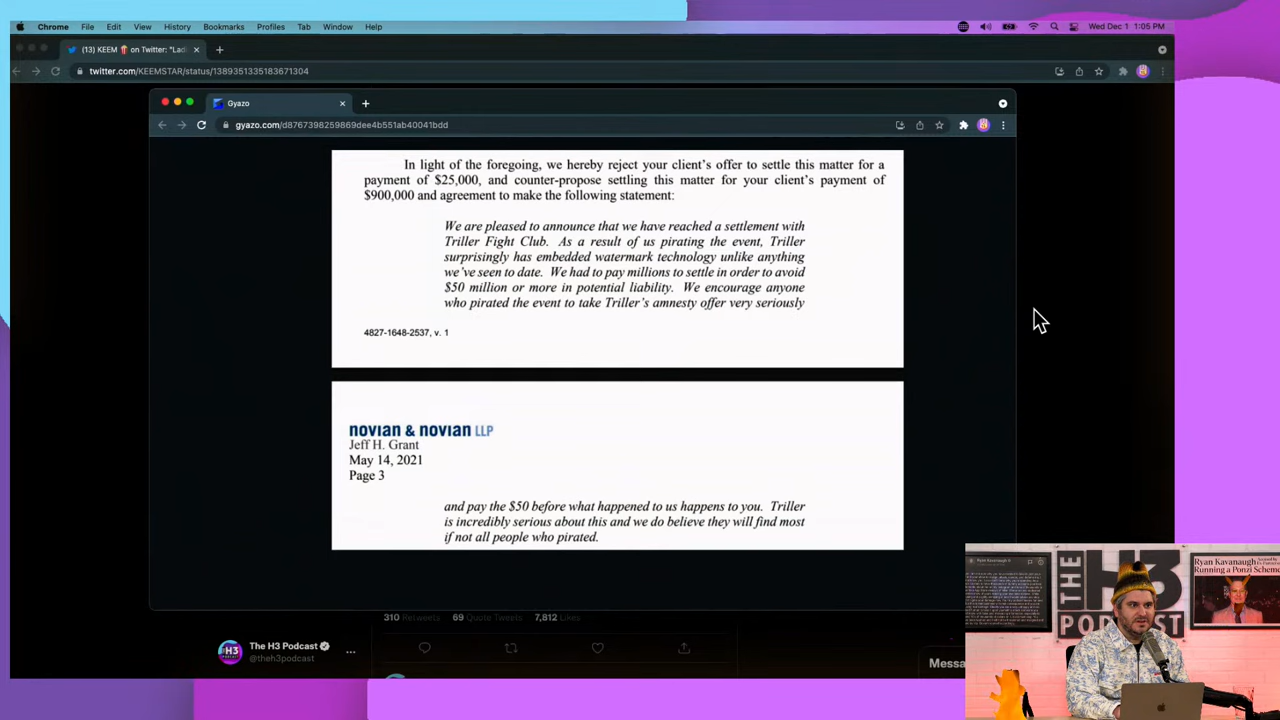 Chrome File Edit View History Bookmarks Profiles Tab Window Help Wed Dec 1 1:05 PM
(13) KEEM on Twitter: "Ladi
twitter.com/KEEMSTAR/status/1389351335183671304
Gyazo
gyazo.com/d8767398259869dee4b551ab40041bdd
In light of the foregoing, we hereby reject your client's offer to settle this matter for a
payment of $25,000, and counter-propose settling this matter for your client's payment of
$900,000 and agreement to make the following statement:
We are pleased to announce that we have reached a settlement with
Triller Fight Club. As a result of us pirating the event, Triller
surprisingly has embedded watermark technology unlike anything
we've seen to date. We had to pay millions to settle in order to avoid
$50 million or more in potential liability. We encourage anyone
who pirated the event to take Triller's amnesty offer very seriously
4827-1648-2537, v. 1
novian & novian LLP
Jeff H. Grant
May 14, 2021
Page 3
and pay the $50 before what happened to us happens to you. Triller
is incredibly serious about this and we do believe they will find most
if not all people who pirated.
310 Retweets 69 Quote Tweets 7,812
The H3 Podcast
@theh3podcast
Messa
Ryan Kavanaugh
THE H3
PODCAST
Ryan Kavanaugh
Running a Ponzi Scheme